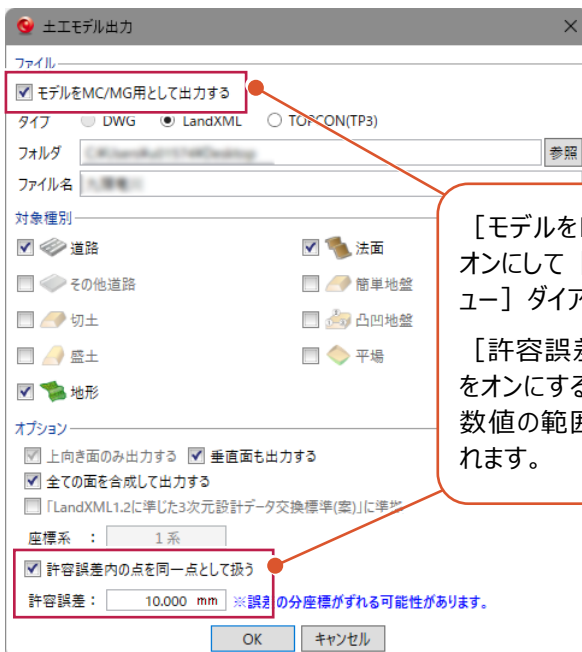 土工モデル出力
ファイル
モデルをMC/MG用として出力する
タイプ DWG LandXML TOPCON(TP3)
フォルダ 参照
ファイル名
対象種別
道路 法面
その他道路 簡単地盤
切土 凸凹地盤
盛土 平場
地形
オプション
上向き面のみ出力する 垂直面も出力する
全ての面を合成して出力する
「LandXML1.2に準じた3次元設計データ交換標準(案)」に準拠
座標系 : 1系
許容誤差内の点を同一点として扱う
許容誤差: 10.000 mm ※誤差の分座標がずれる可能性があります。
OK キャンセル
[モデルを
オンにして
ュー] ダイア
[許容誤差
をオンにする
数値の範囲
れます。